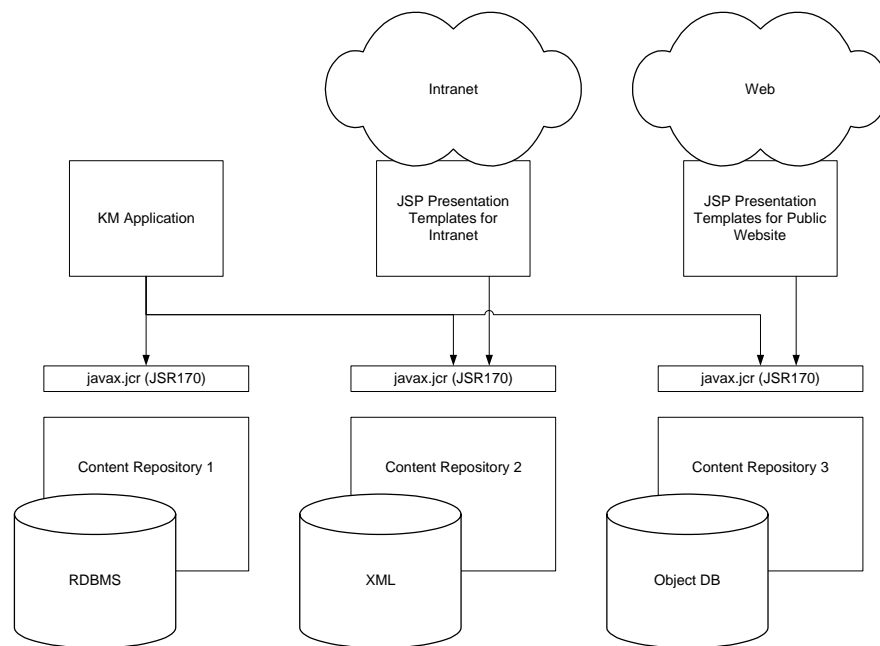 Intranet
Web
KM Application
JSP Presentation
Templates for
Intranet
JSP Presentation
Templates for Public
Website
javax.jcr (JSR170)
javax.jcr (JSR170)
javax.jcr (JSR170)
Content Repository 1
Content Repository 2
Content Repository 3
RDBMS
XML
Object DB